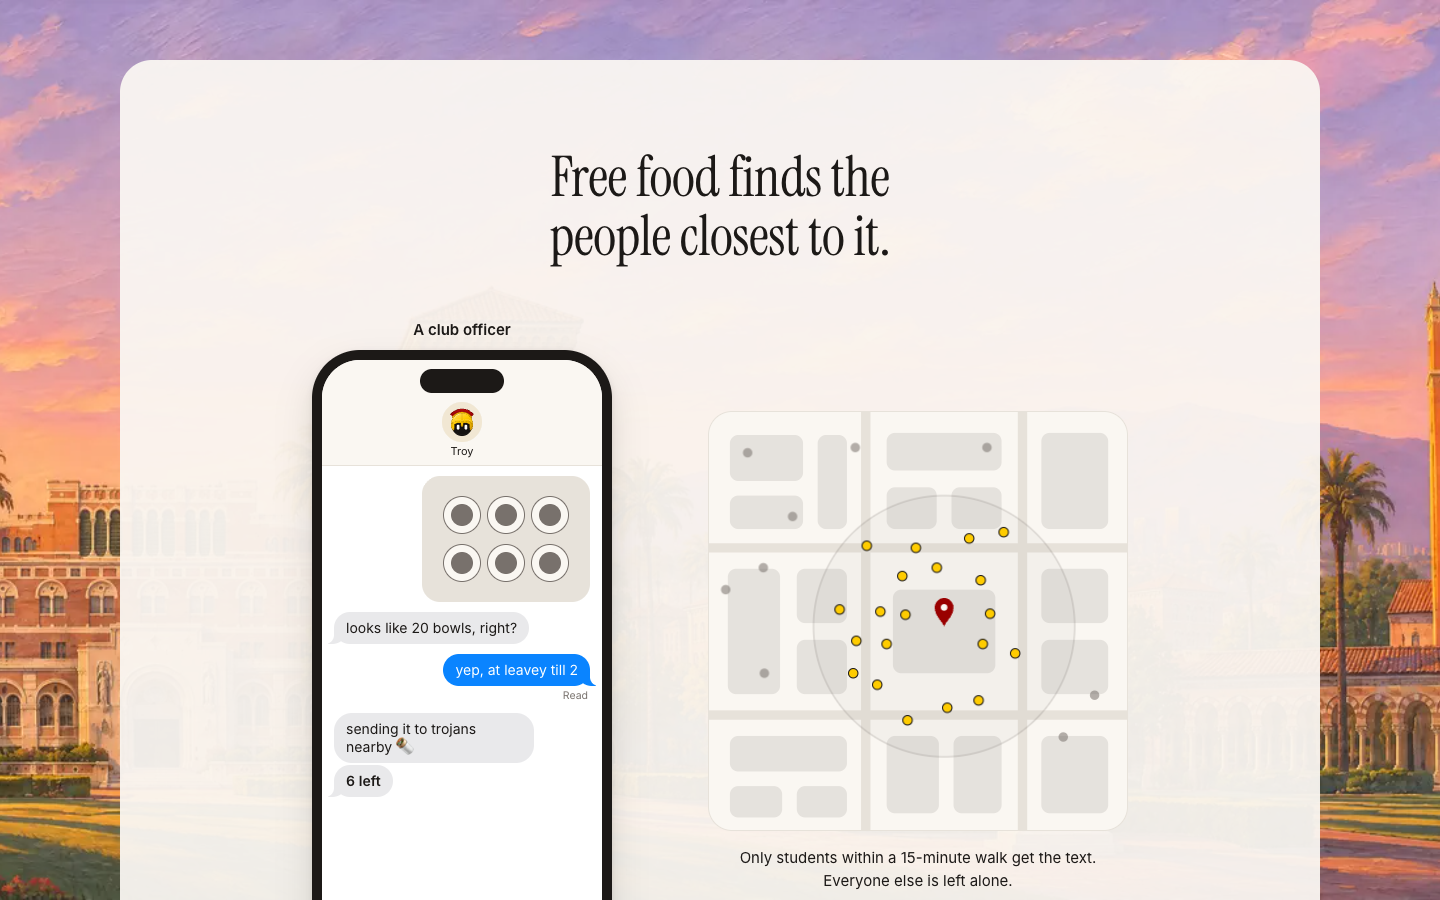 Free food finds the
people closest to it.
A club officer
Troy
looks like 20 bowls, right?
yep, at leavey till 2
Read
sending it to trojans
nearby 🌯
6 left
Only students within a 15-minute walk get the text.
Everyone else is left alone.